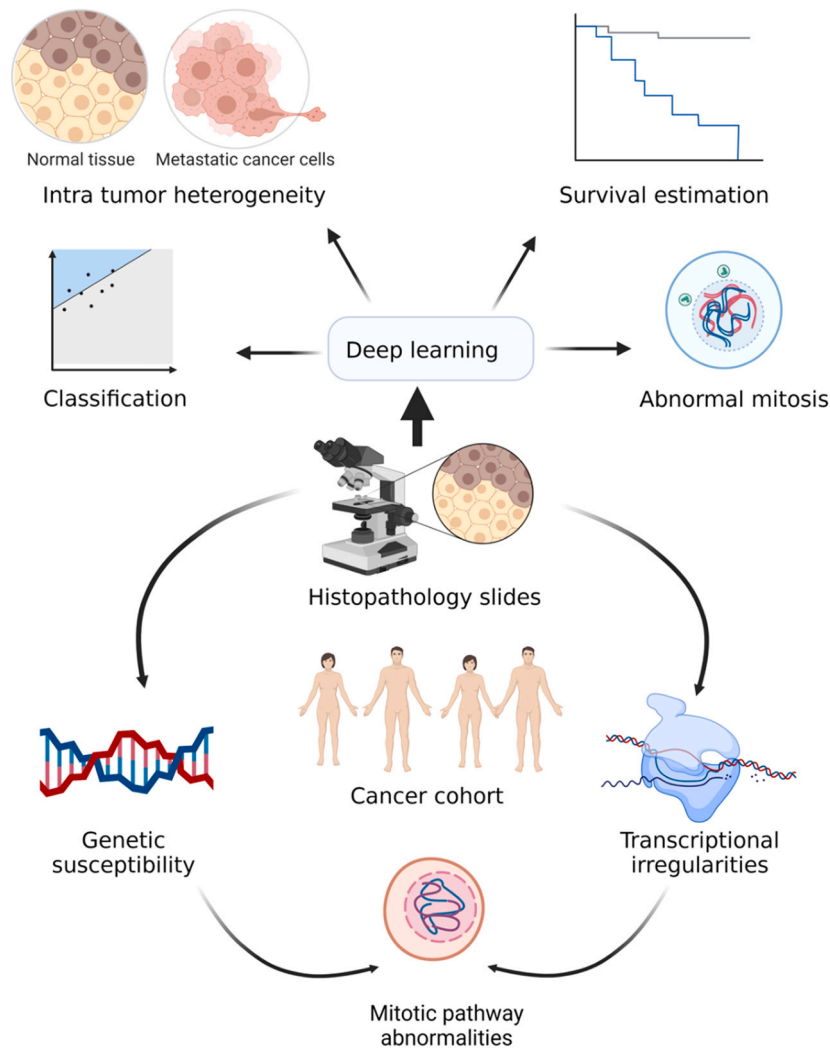 Normal tissue
Metastatic cancer cells
Intra tumor heterogeneity
Survival estimation
Classification
Deep learning
Abnormal mitosis
Histopathology slides
Cancer cohort
Genetic
susceptibility
Transcriptional
irregularities
Mitotic pathway
abnormalities